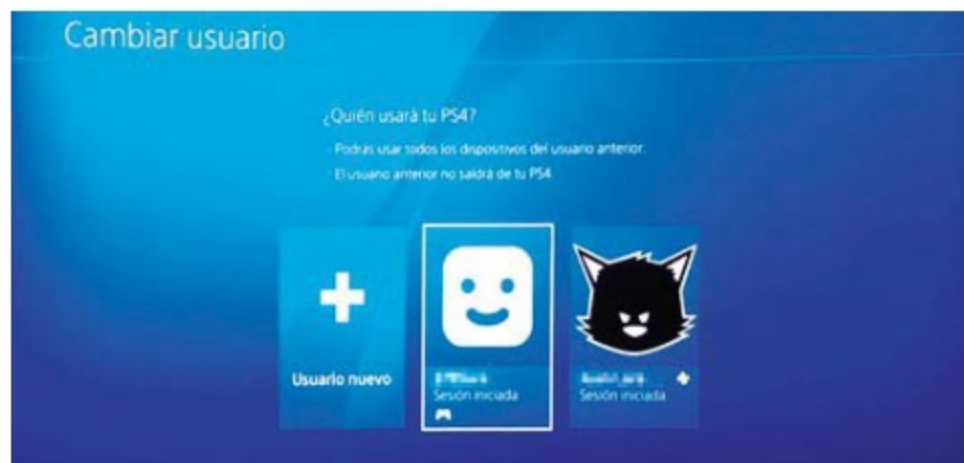 Cambiar usuario
¿Quién usará tu PS4?
- Podrás usar todos los dispositivos del usuario anterior.
- El usuario anterior no saldrá de tu PS4.
Usuario nuevo
Sesión iniciada
Sesión iniciada